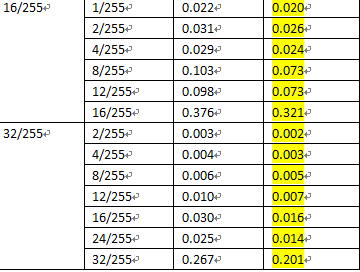 16/255 1/255 0.022 0.020
2/255 0.031 0.026
4/255 0.029 0.024
8/255 0.103 0.073
12/255 0.098 0.073
16/255 0.376 0.321
32/255 2/255 0.003 0.002
4/255 0.004 0.003
8/255 0.006 0.005
12/255 0.010 0.007
16/255 0.030 0.016
24/255 0.025 0.014
32/255 0.267 0.201